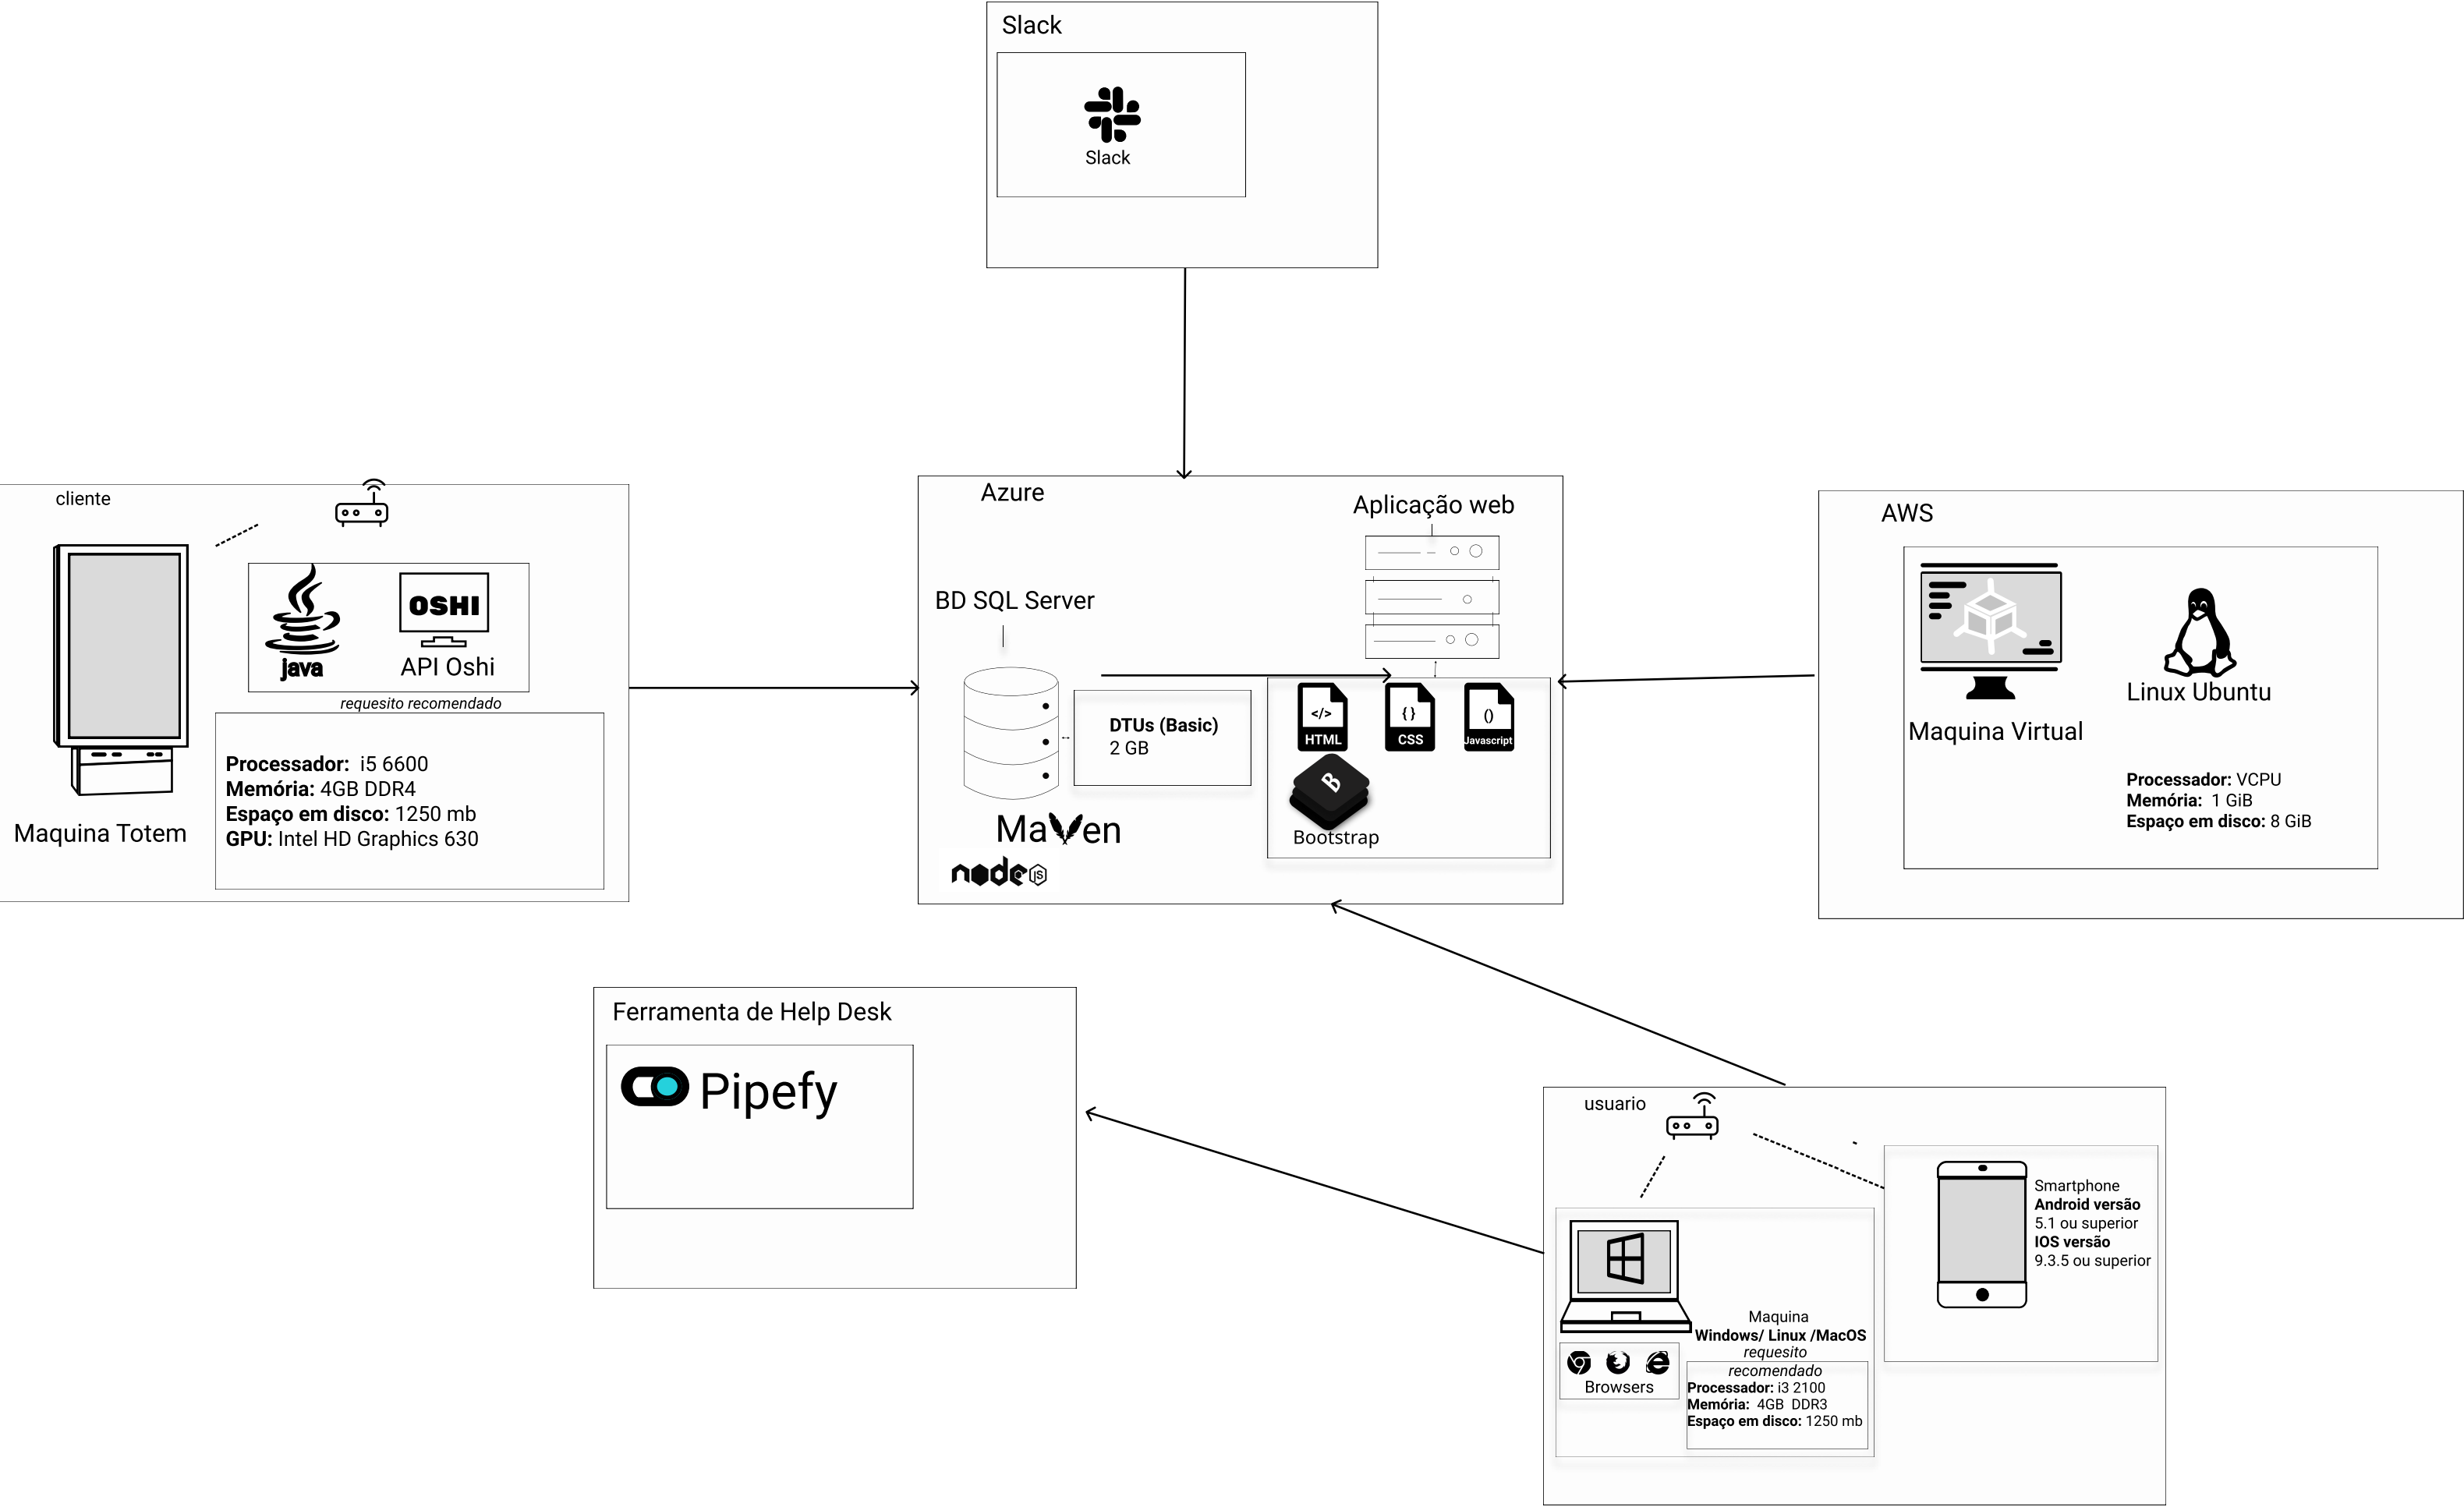 Slack
Slack
cliente
OSHI
java
API Oshi
requesito recomendado
Processador: i5 6600
Memória: 4GB DDR4
Espaço em disco: 1250 mb
GPU: Intel HD Graphics 630
Maquina Totem
Azure
Aplicação web
BD SQL Server
DTUs (Basic)
2 GB
</>
HTML
{ }
CSS
()
Javascript
B
Bootstrap
Maven
node JS
AWS
Linux Ubuntu
Maquina Virtual
Processador: VCPU
Memória: 1 GiB
Espaço em disco: 8 GiB
Ferramenta de Help Desk
Pipefy
usuario
Smartphone
Android versão
5.1 ou superior
IOS versão
9.3.5 ou superior
Maquina
Windows/ Linux /MacOS
requesito
recomendado
Browsers
Processador: i3 2100
Memória: 4GB DDR3
Espaço em disco: 1250 mb